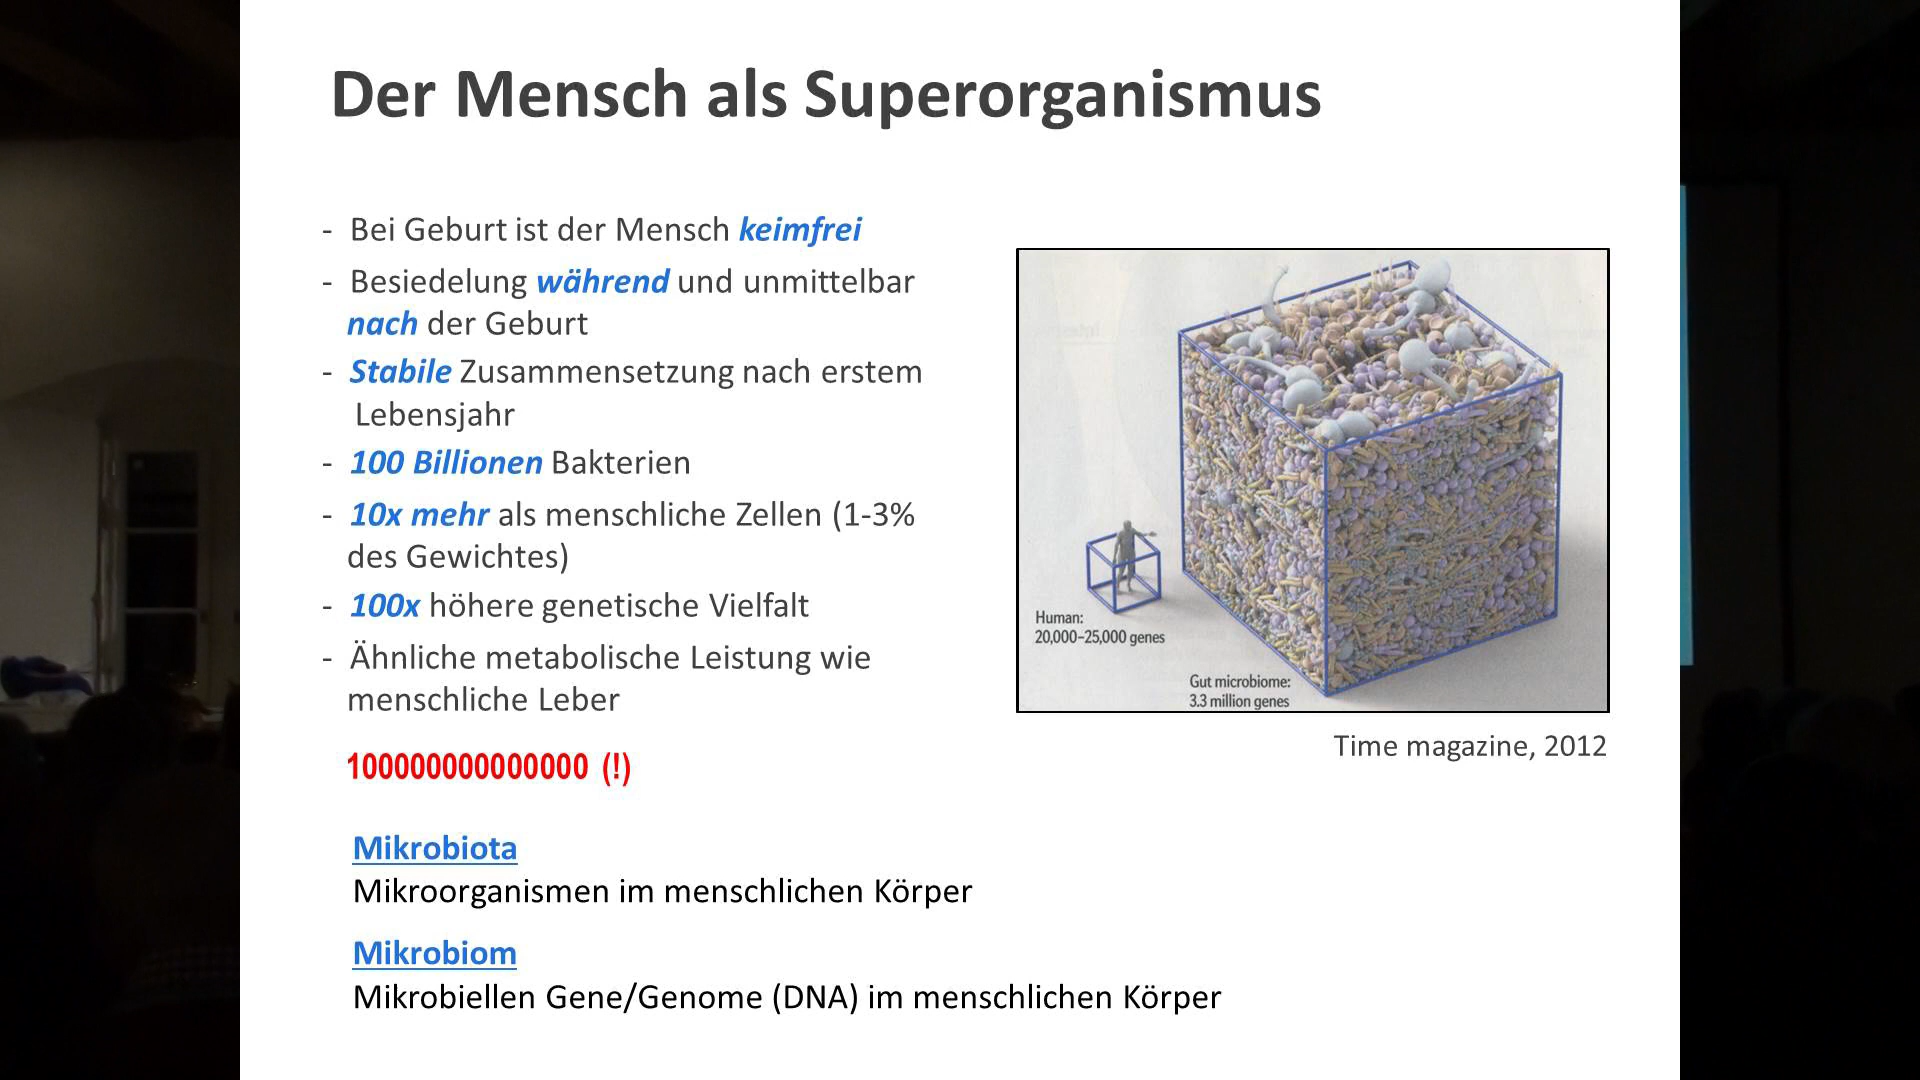 Der Mensch als Superorganismus
- Bei Geburt ist der Mensch keimfrei
- Besiedelung während und unmittelbar
nach der Geburt
- Stabile Zusammensetzung nach erstem
Lebensjahr
- 100 Billionen Bakterien
- 10x mehr als menschliche Zellen (1-3%
des Gewichtes)
- 100x höhere genetische Vielfalt
- Ähnliche metabolische Leistung wie
menschliche Leber
100000000000000 (!)
Human:
20,000–25,000 genes
Gut microbiome:
3.3 million genes
Time magazine, 2012
Mikrobiota
Mikroorganismen im menschlichen Körper
Mikrobiom
Mikrobiellen Gene/Genome (DNA) im menschlichen Körper